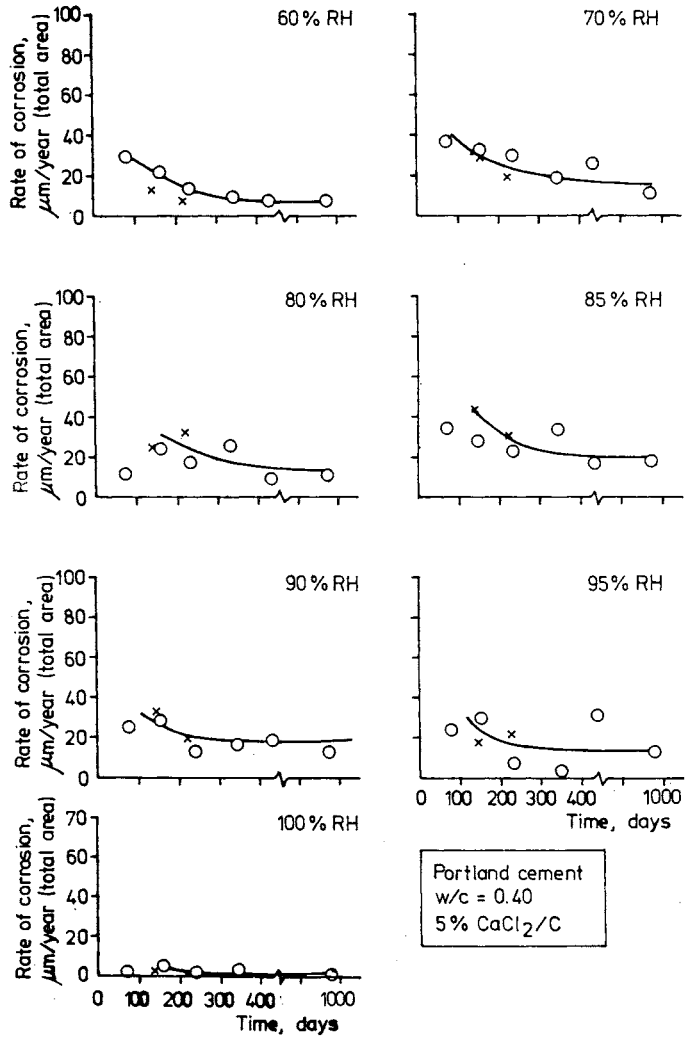 60% RH
Rate of corrosion,
μm/year (total area)
100
80
60
40
20
0
70% RH
80% RH
Rate of corrosion,
μm/year (total area)
100
80
60
40
20
0
85% RH
90% RH
Rate of corrosion,
μm/year (total area)
100
80
60
40
20
0
95% RH
0 100 200 300 400 1000
Time, days
100% RH
Rate of corrosion,
μm/year (total area)
70
60
40
20
0
0 100 200 300 400 1000
Time, days
Portland cement
w/c = 0.40
5% CaCl₂/C